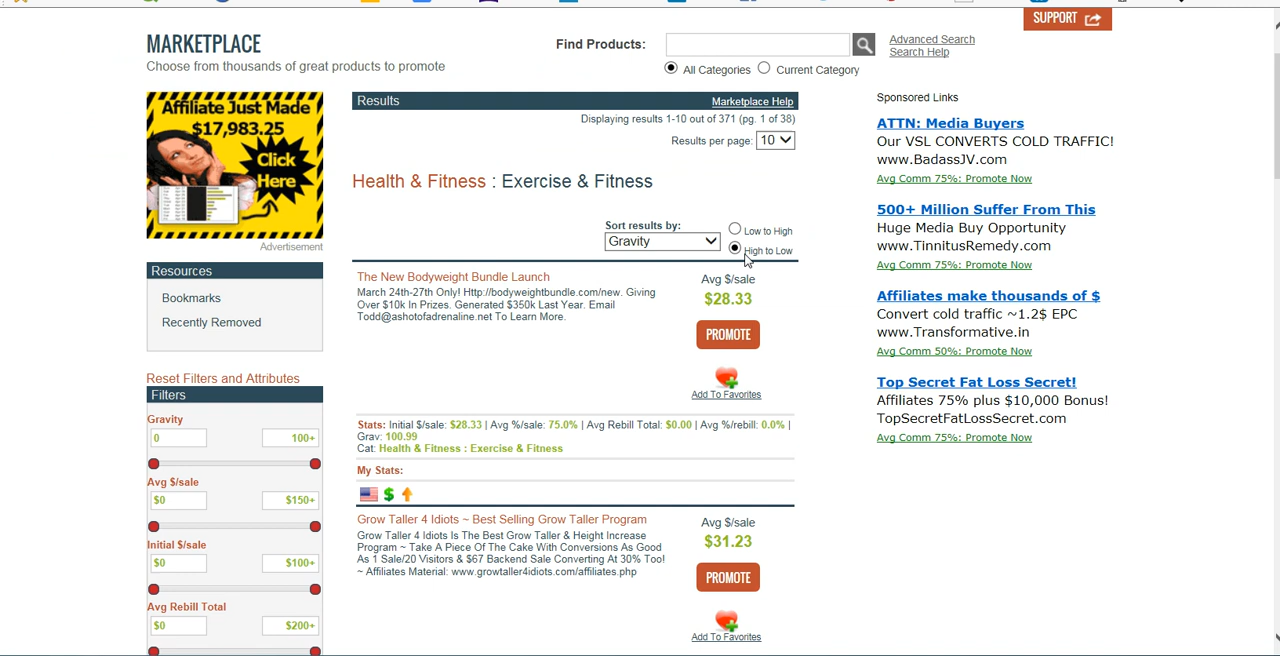 SUPPORT
MARKETPLACE
Choose from thousands of great products to promote
Find Products:
Advanced Search
Search Help
All Categories
Current Category
Affiliate Just Made
$17,983.25
Click
Here
Advertisement
Resources
Bookmarks
Recently Removed
Reset Filters and Attributes
Filters
Gravity
0
100+
Avg $/sale
$0
$150+
Initial $/sale
$0
$100+
Avg Rebill Total
$0
$200+
Results
Marketplace Help
Displaying results 1-10 out of 371 (pg. 1 of 38)
Results per page: 10
Health & Fitness : Exercise & Fitness
Sort results by:
Gravity
Low to High
High to Low
The New Bodyweight Bundle Launch
March 24th-27th Only! Http://bodyweightbundle.com/new. Giving
Over $10k In Prizes. Generated $350k Last Year. Email
Todd@ashotofadrenaline.net To Learn More.
Avg $/sale
$28.33
PROMOTE
Add To Favorites
Stats: Initial $/sale: $28.33 | Avg %/sale: 75.0% | Avg Rebill Total: $0.00 | Avg %/rebill: 0.0% |
Grav: 100.99
Cat: Health & Fitness : Exercise & Fitness
My Stats:
$
Grow Taller 4 Idiots ~ Best Selling Grow Taller Program
Grow Taller 4 Idiots Is The Best Grow Taller & Height Increase
Program ~ Take A Piece Of The Cake With Conversions As Good
As 1 Sale/20 Visitors & $67 Backend Sale Converting At 30% Too!
~ Affiliates Material: www.growtaller4idiots.com/affiliates.php
Avg $/sale
$31.23
PROMOTE
Add To Favorites
Sponsored Links
ATTN: Media Buyers
Our VSL CONVERTS COLD TRAFFIC!
www.BadassJV.com
Avg Comm 75%: Promote Now
500+ Million Suffer From This
Huge Media Buy Opportunity
www.TinnitusRemedy.com
Avg Comm 75%: Promote Now
Affiliates make thousands of $
Convert cold traffic ~1.2$ EPC
www.Transformative.in
Avg Comm 50%: Promote Now
Top Secret Fat Loss Secret!
Affiliates 75% plus $10,000 Bonus!
TopSecretFatLossSecret.com
Avg Comm 75%: Promote Now